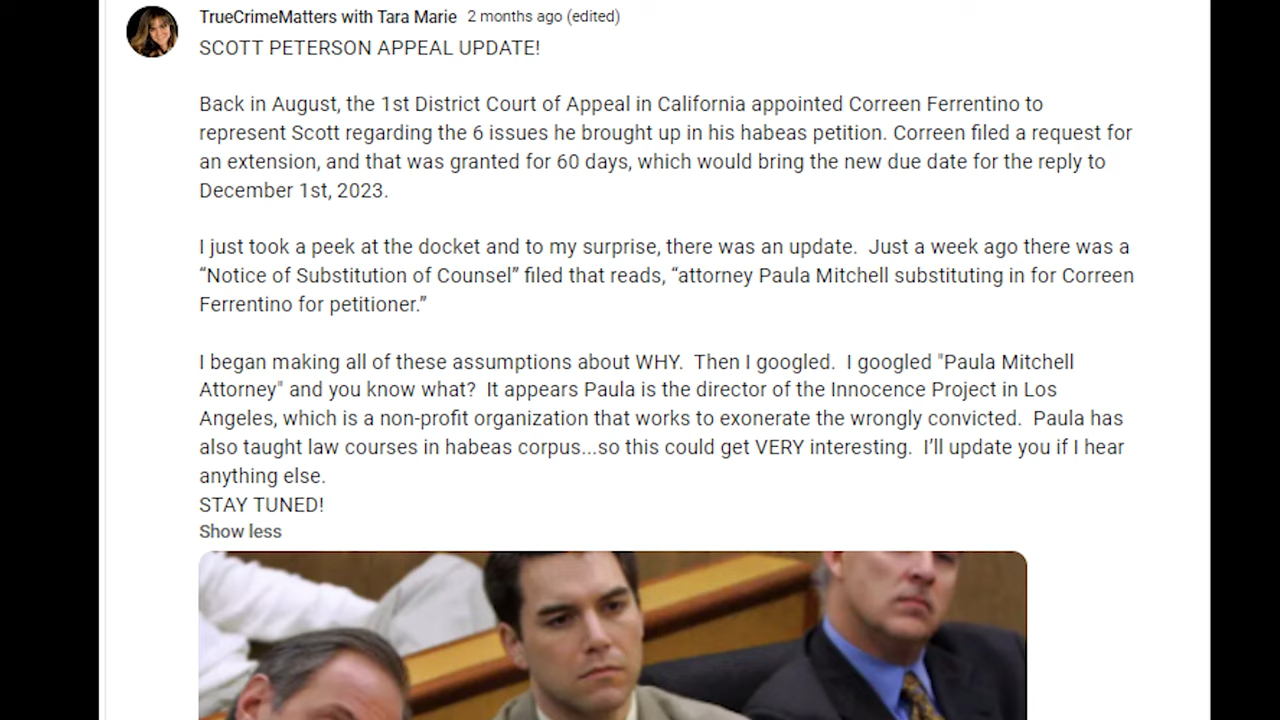 TrueCrimeMatters with Tara Marie 2 months ago (edited)
SCOTT PETERSON APPEAL UPDATE!
Back in August, the 1st District Court of Appeal in California appointed Correen Ferrentino to
represent Scott regarding the 6 issues he brought up in his habeas petition. Correen filed a request for
an extension, and that was granted for 60 days, which would bring the new due date for the reply to
December 1st, 2023.
I just took a peek at the docket and to my surprise, there was an update.  Just a week ago there was a
“Notice of Substitution of Counsel” filed that reads, “attorney Paula Mitchell substituting in for Correen
Ferrentino for petitioner.”
I began making all of these assumptions about WHY.  Then I googled.  I googled "Paula Mitchell
Attorney" and you know what?  It appears Paula is the director of the Innocence Project in Los
Angeles, which is a non-profit organization that works to exonerate the wrongly convicted.  Paula has
also taught law courses in habeas corpus...so this could get VERY interesting.  I’ll update you if I hear
anything else.
STAY TUNED!
Show less